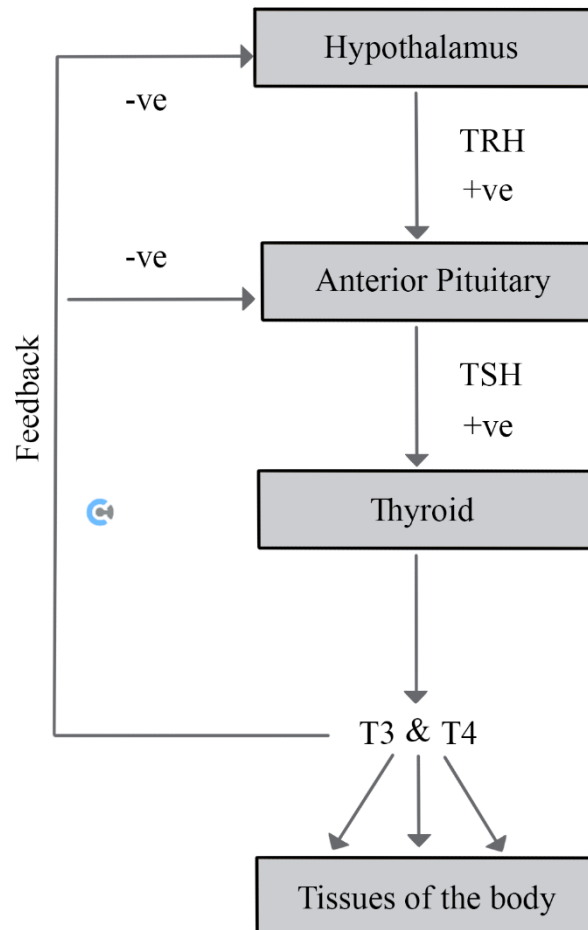 Hypothalamus
-ve
TRH
+ve
-ve
Anterior Pituitary
TSH
+ve
Feedback
Thyroid
T3 & T4
Tissues of the body